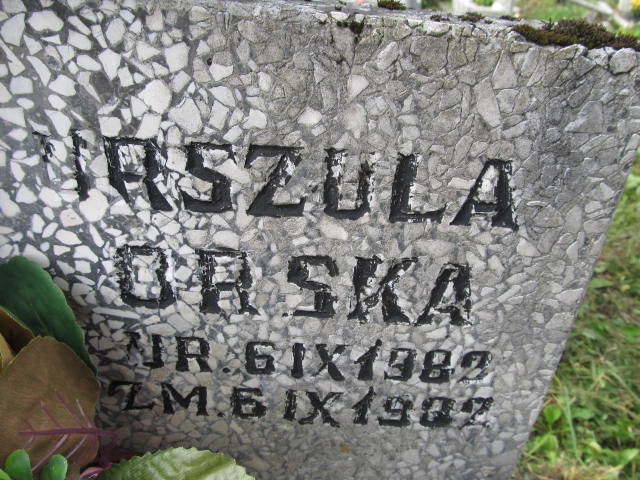 URSZULA
ORSKA
UR. 6 IX 1982
ZM. 6 IX 1982